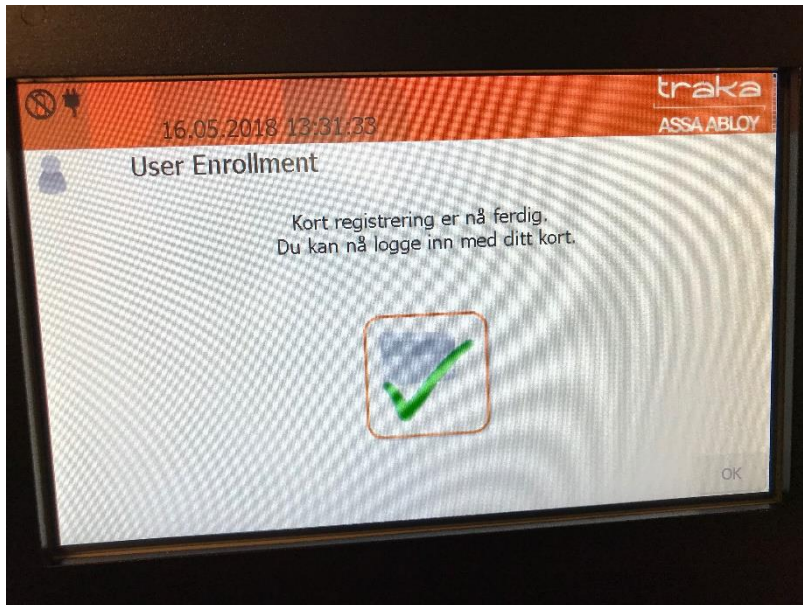 traka
16.05.2018 13:31:33
ASSA ABLOY
User Enrollment
Kort registrering er nå ferdig.
Du kan nå logge inn med ditt kort.
OK